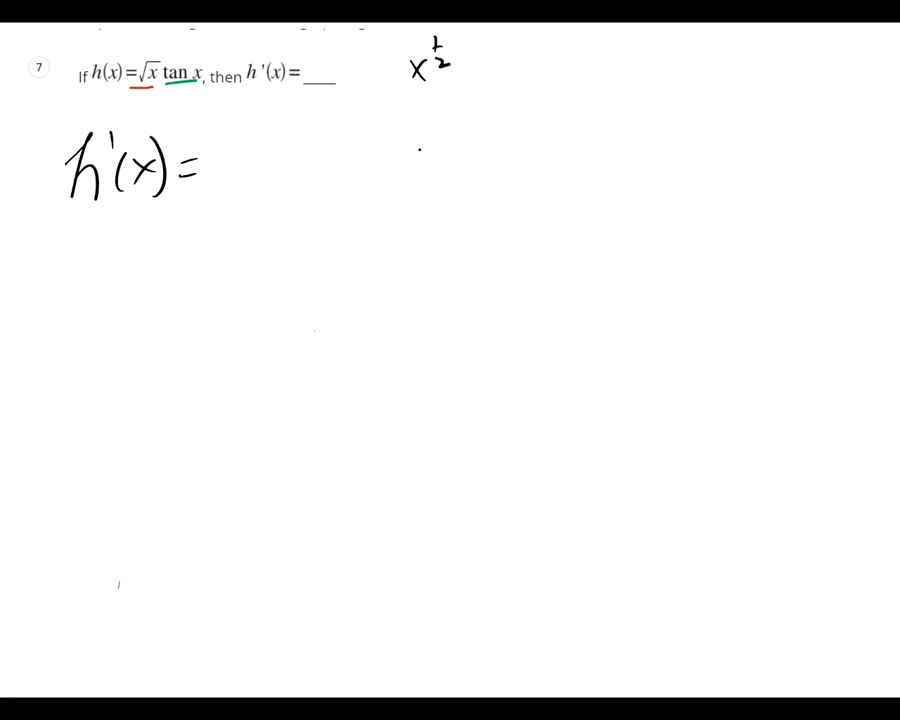 7 If h(x)=√x tan x, then h '(x)= ____
x^1/2
h'(x)=